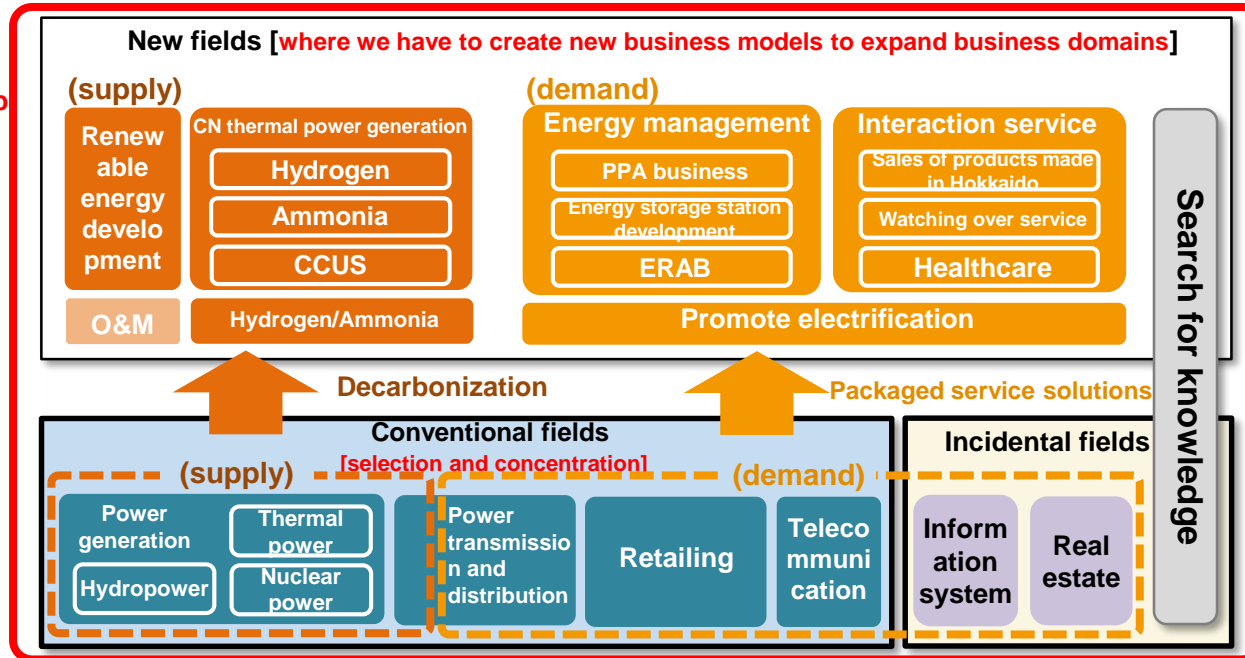 New fields [where we have to create new business models to expand business domains]
(supply)
Renew
able
energy
develo
pment
O&M
CN thermal power generation
Hydrogen
Ammonia
CCUS
Hydrogen/Ammonia
(demand)
Energy management
PPA business
Energy storage station
development
ERAB
Interaction service
Sales of products made
in Hokkaido
Watching over service
Healthcare
Promote electrification
Search for knowledge
Decarbonization
Packaged service solutions
Conventional fields
[selection and concentration]
(supply)
Power
generation
Hydropower
Thermal
power
Nuclear
power
(demand)
Power
transmissio
n and
distribution
Retailing
Teleco
mmuni
cation
Incidental fields
Inform
ation
system
Real
estate